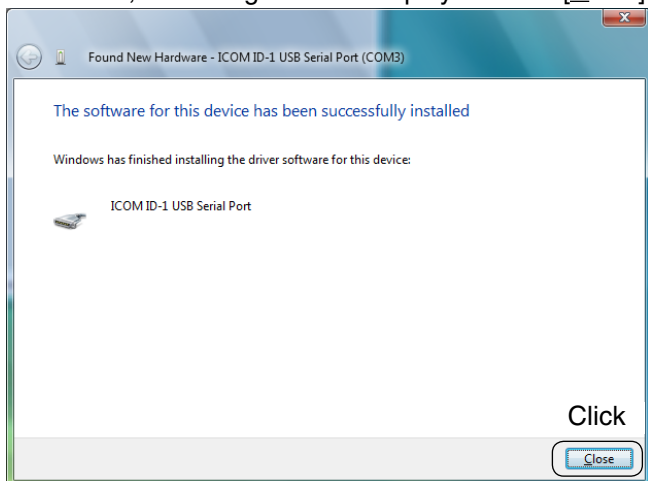 Found New Hardware - ICOM ID-1 USB Serial Port (COM3)
The software for this device has been successfully installed
Windows has finished installing the driver software for this device:
ICOM ID-1 USB Serial Port
Click
Close